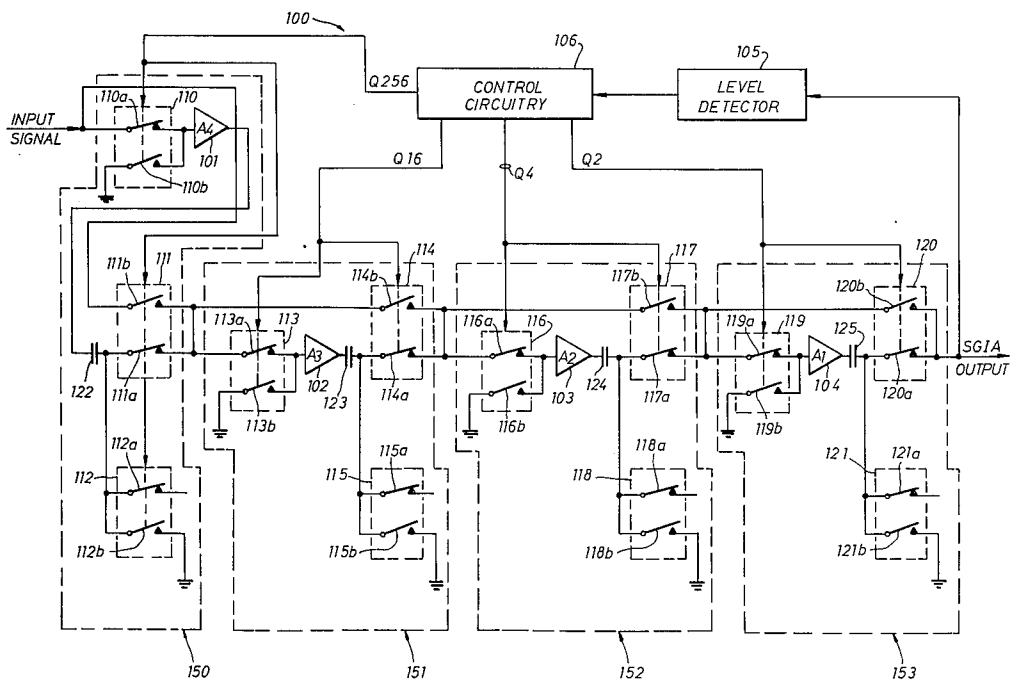 100
106
105
CONTROL
CIRCUITRY
LEVEL
DETECTOR
Q256
110a
110
INPUT
SIGNAL
A4
101
110b
Q16
Q4
Q2
111b
111
114
114b
117b
117
120
120b
113a
113
116a
116
119a
119
125
A3
A2
A1
122
111a
102
123
114a
103
124
117a
104
120a
SGIA
OUTPUT
113b
116b
119b
112a
112
115a
115
118a
118
121
121a
112b
115b
118b
121b
150
151
152
153